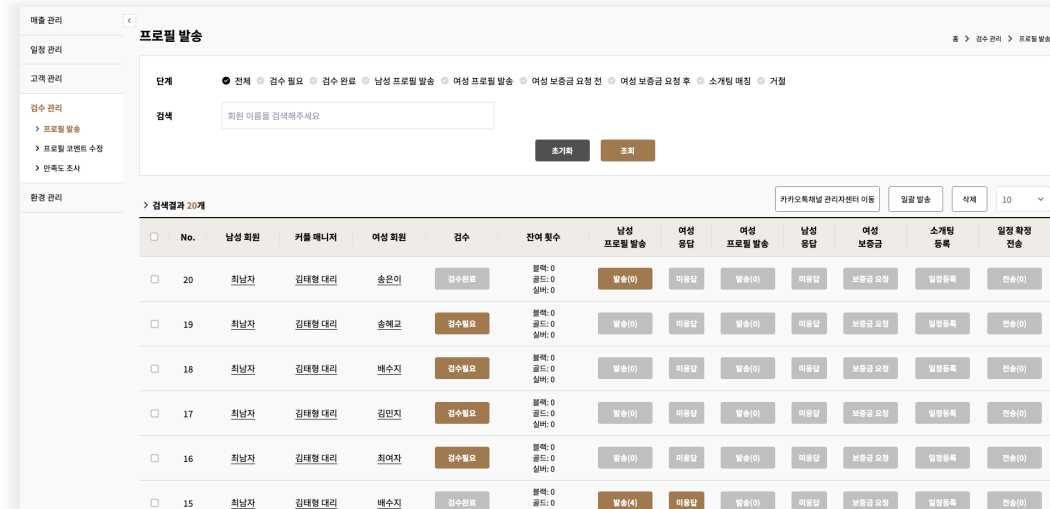 매출 관리
일정 관리
고객 관리
검수 관리
프로필 발송
프로필 코멘트 수정
만족도 조사
환경 관리
프로필 발송
홈 > 검수 관리 > 프로필 발송
단계 전체 검수 필요 검수 완료 남성 프로필 발송 여성 프로필 발송 여성 보증금 요청 전 여성 보증금 요청 후 소개팅 매칭 거절
검색 회원 이름을 검색해주세요
초기화 조회
> 검색결과 20개 카카오톡채널 관리자센터 이동 일괄 발송 삭제 10
No. 남성 회원 커플 매니저 여성 회원 검수 잔여 횟수 남성 프로필 발송 여성 응답 여성 프로필 발송 남성 응답 여성 보증금 소개팅 등록 일정 확정 전송
20 최남자 김태형 대리 송은이 검수완료 블랙: 0 골드: 0 실버: 0 발송(0) 미응답 발송(0) 미응답 보증금 요청 일정등록 전송(0)
19 최남자 김태형 대리 송혜교 검수필요 블랙: 0 골드: 0 실버: 0 발송(0) 미응답 발송(0) 미응답 보증금 요청 일정등록 전송(0)
18 최남자 김태형 대리 배수지 검수필요 블랙: 0 골드: 0 실버: 0 발송(0) 미응답 발송(0) 미응답 보증금 요청 일정등록 전송(0)
17 최남자 김태형 대리 김민지 검수필요 블랙: 0 골드: 0 실버: 0 발송(0) 미응답 발송(0) 미응답 보증금 요청 일정등록 전송(0)
16 최남자 김태형 대리 최여자 검수필요 블랙: 0 골드: 0 실버: 0 발송(0) 미응답 발송(0) 미응답 보증금 요청 일정등록 전송(0)
15 최남자 김태형 대리 배수지 검수완료 블랙: 0 골드: 0 발송(4) 미응답 발송(0) 미응답 보증금 요청 일정등록 전송(0)